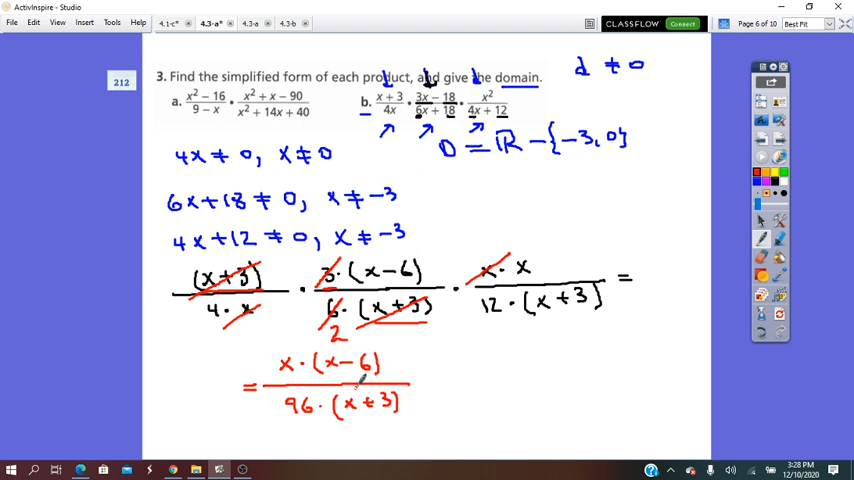 ActivInspire - Studio
File Edit View Insert Tools Help
4.1-c* 4.3-a* 4.3-a 4.3-b
CLASSFLOW Connect Page 6 of 10 Best Fit
212
3. Find the simplified form of each product, and give the domain.
d ≠ 0
a. (x² − 16)/(9 − x) · (x² + x − 90)/(x² + 14x + 40) b. (x + 3)/(4x) · (3x − 18)/(6x + 18) · x²/(4x + 12)
D = ℝ − {−3, 0}
4x ≠ 0, x ≠ 0
6x + 18 ≠ 0, x ≠ −3
4x + 12 ≠ 0, x ≠ −3
(x + 3)/(4 · x) · 3 · (x − 6)/6 · (x + 3) · x · x/12 · (x + 3) =
2
= x · (x − 6)/96 · (x + 3)
3:28 PM
12/10/2020